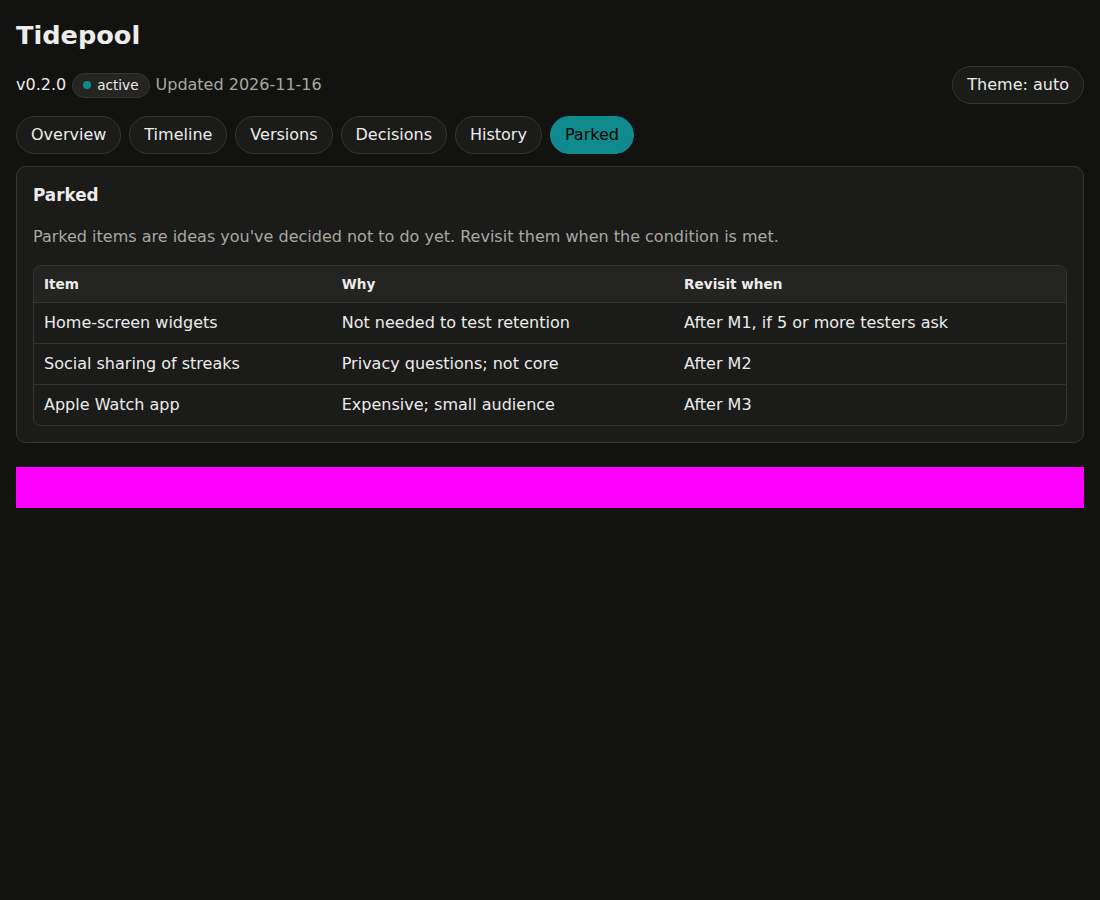 Tidepool
v0.2.0 active Updated 2026-11-16 Theme: auto
Overview Timeline Versions Decisions History Parked
Parked
Parked items are ideas you've decided not to do yet. Revisit them when the condition is met.
Item Why Revisit when
Home-screen widgets Not needed to test retention After M1, if 5 or more testers ask
Social sharing of streaks Privacy questions; not core After M2
Apple Watch app Expensive; small audience After M3